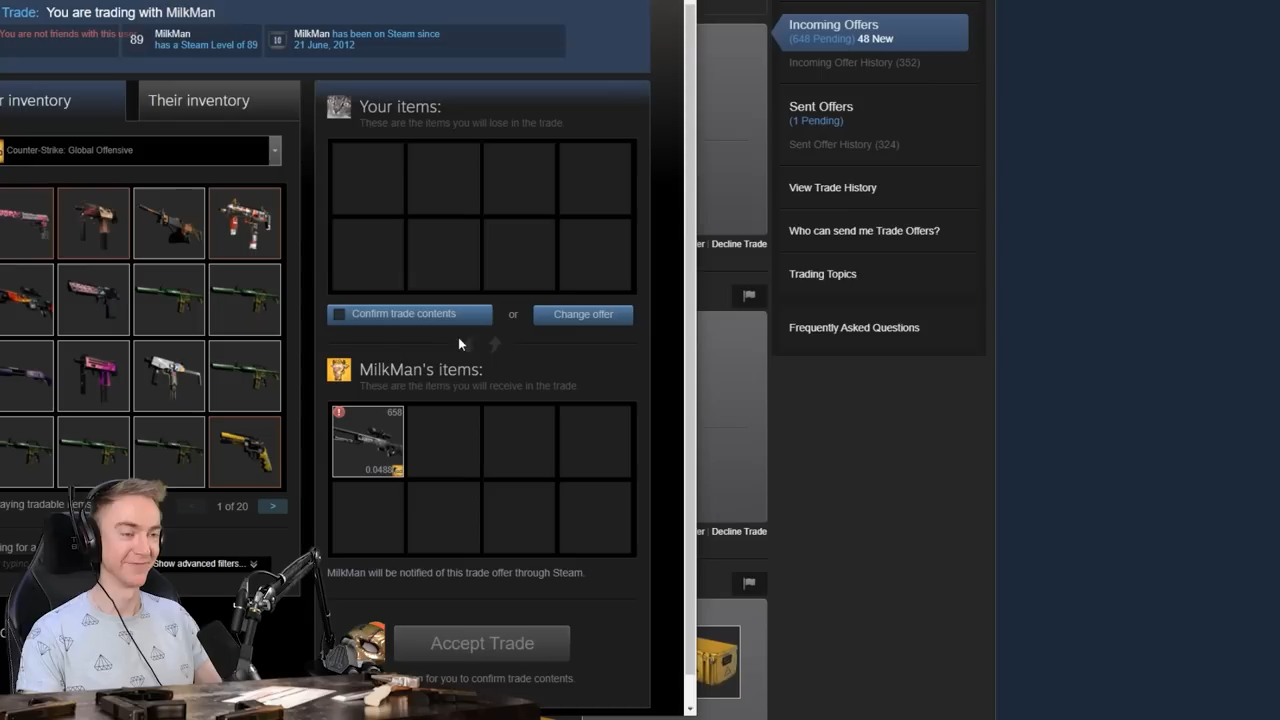 Trade: You are trading with MilkMan
You are not friends with this user
89
MilkMan
has a Steam Level of 89
10
MilkMan has been on Steam since
21 June, 2012
r inventory
Their inventory
Counter-Strike: Global Offensive
1 of 20
>
Show advanced filters...
Your items:
These are the items you will lose in the trade.
Confirm trade contents
or
Change offer
MilkMan's items:
These are the items you will receive in the trade.
658
0.0488
MilkMan will be notified of this trade offer through Steam.
Accept Trade
for you to confirm trade contents.
er | Decline Trade
er | Decline Trade
Incoming Offers
(648 Pending) 48 New
Incoming Offer History (352)
Sent Offers
(1 Pending)
Sent Offer History (324)
View Trade History
Who can send me Trade Offers?
Trading Topics
Frequently Asked Questions